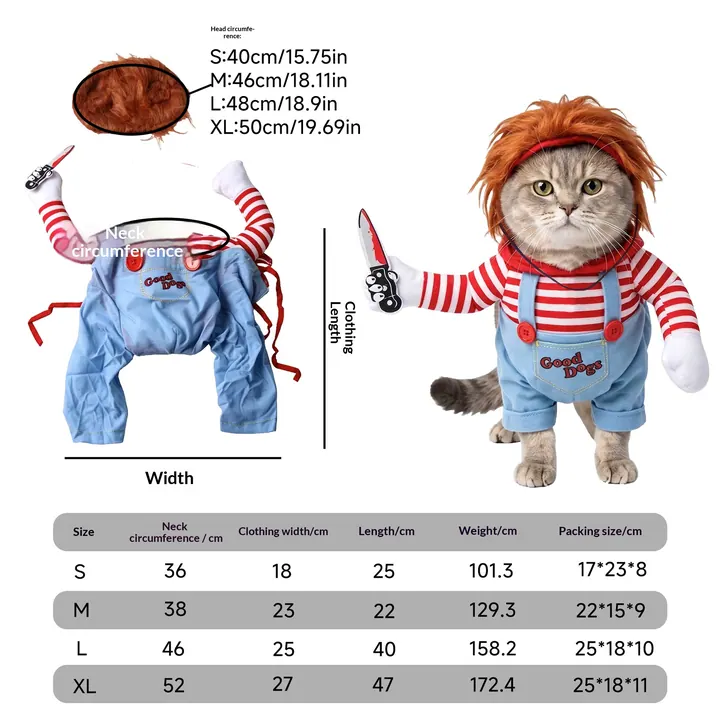 Head circumfe-
rence:
S:40cm/15.75in
M:46cm/18.11in
L:48cm/18.9in
XL:50cm/19.69in
Neck
circumference
Good
Dogs
Clothing
Length
Good
Dogs
Width
Size Neck circumference / cm Clothing width/cm Length/cm Weight/cm Packing size/cm
S 36 18 25 101.3 17*23*8
M 38 23 22 129.3 22*15*9
L 46 25 40 158.2 25*18*10
XL 52 27 47 172.4 25*18*11